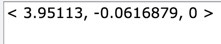 < 3.95113, -0.0616879, 0 >